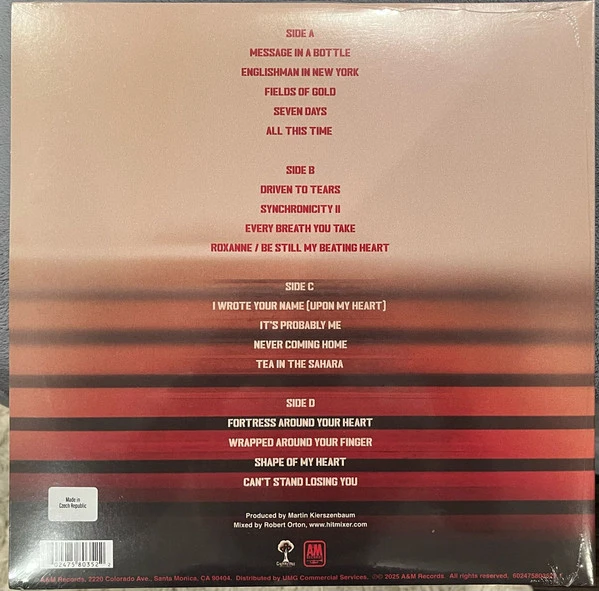 SIDE A
MESSAGE IN A BOTTLE
ENGLISHMAN IN NEW YORK
FIELDS OF GOLD
SEVEN DAYS
ALL THIS TIME
SIDE B
DRIVEN TO TEARS
SYNCHRONICITY II
EVERY BREATH YOU TAKE
ROXANNE / BE STILL MY BEATING HEART
SIDE C
I WROTE YOUR NAME (UPON MY HEART)
IT'S PROBABLY ME
NEVER COMING HOME
TEA IN THE SAHARA
SIDE D
FORTRESS AROUND YOUR HEART
WRAPPED AROUND YOUR FINGER
SHAPE OF MY HEART
CAN'T STAND LOSING YOU
Made in
Czech Republic
Produced by Martin Kierszenbaum
Mixed by Robert Orton, www.hitmixer.com
Cherrytree
A&M
RECORDS
02475 80352
A&M Records, 2220 Colorado Ave., Santa Monica, CA 90404. Distributed by UMG Commercial Services. ℗© 2025 A&M Records. All rights reserved.